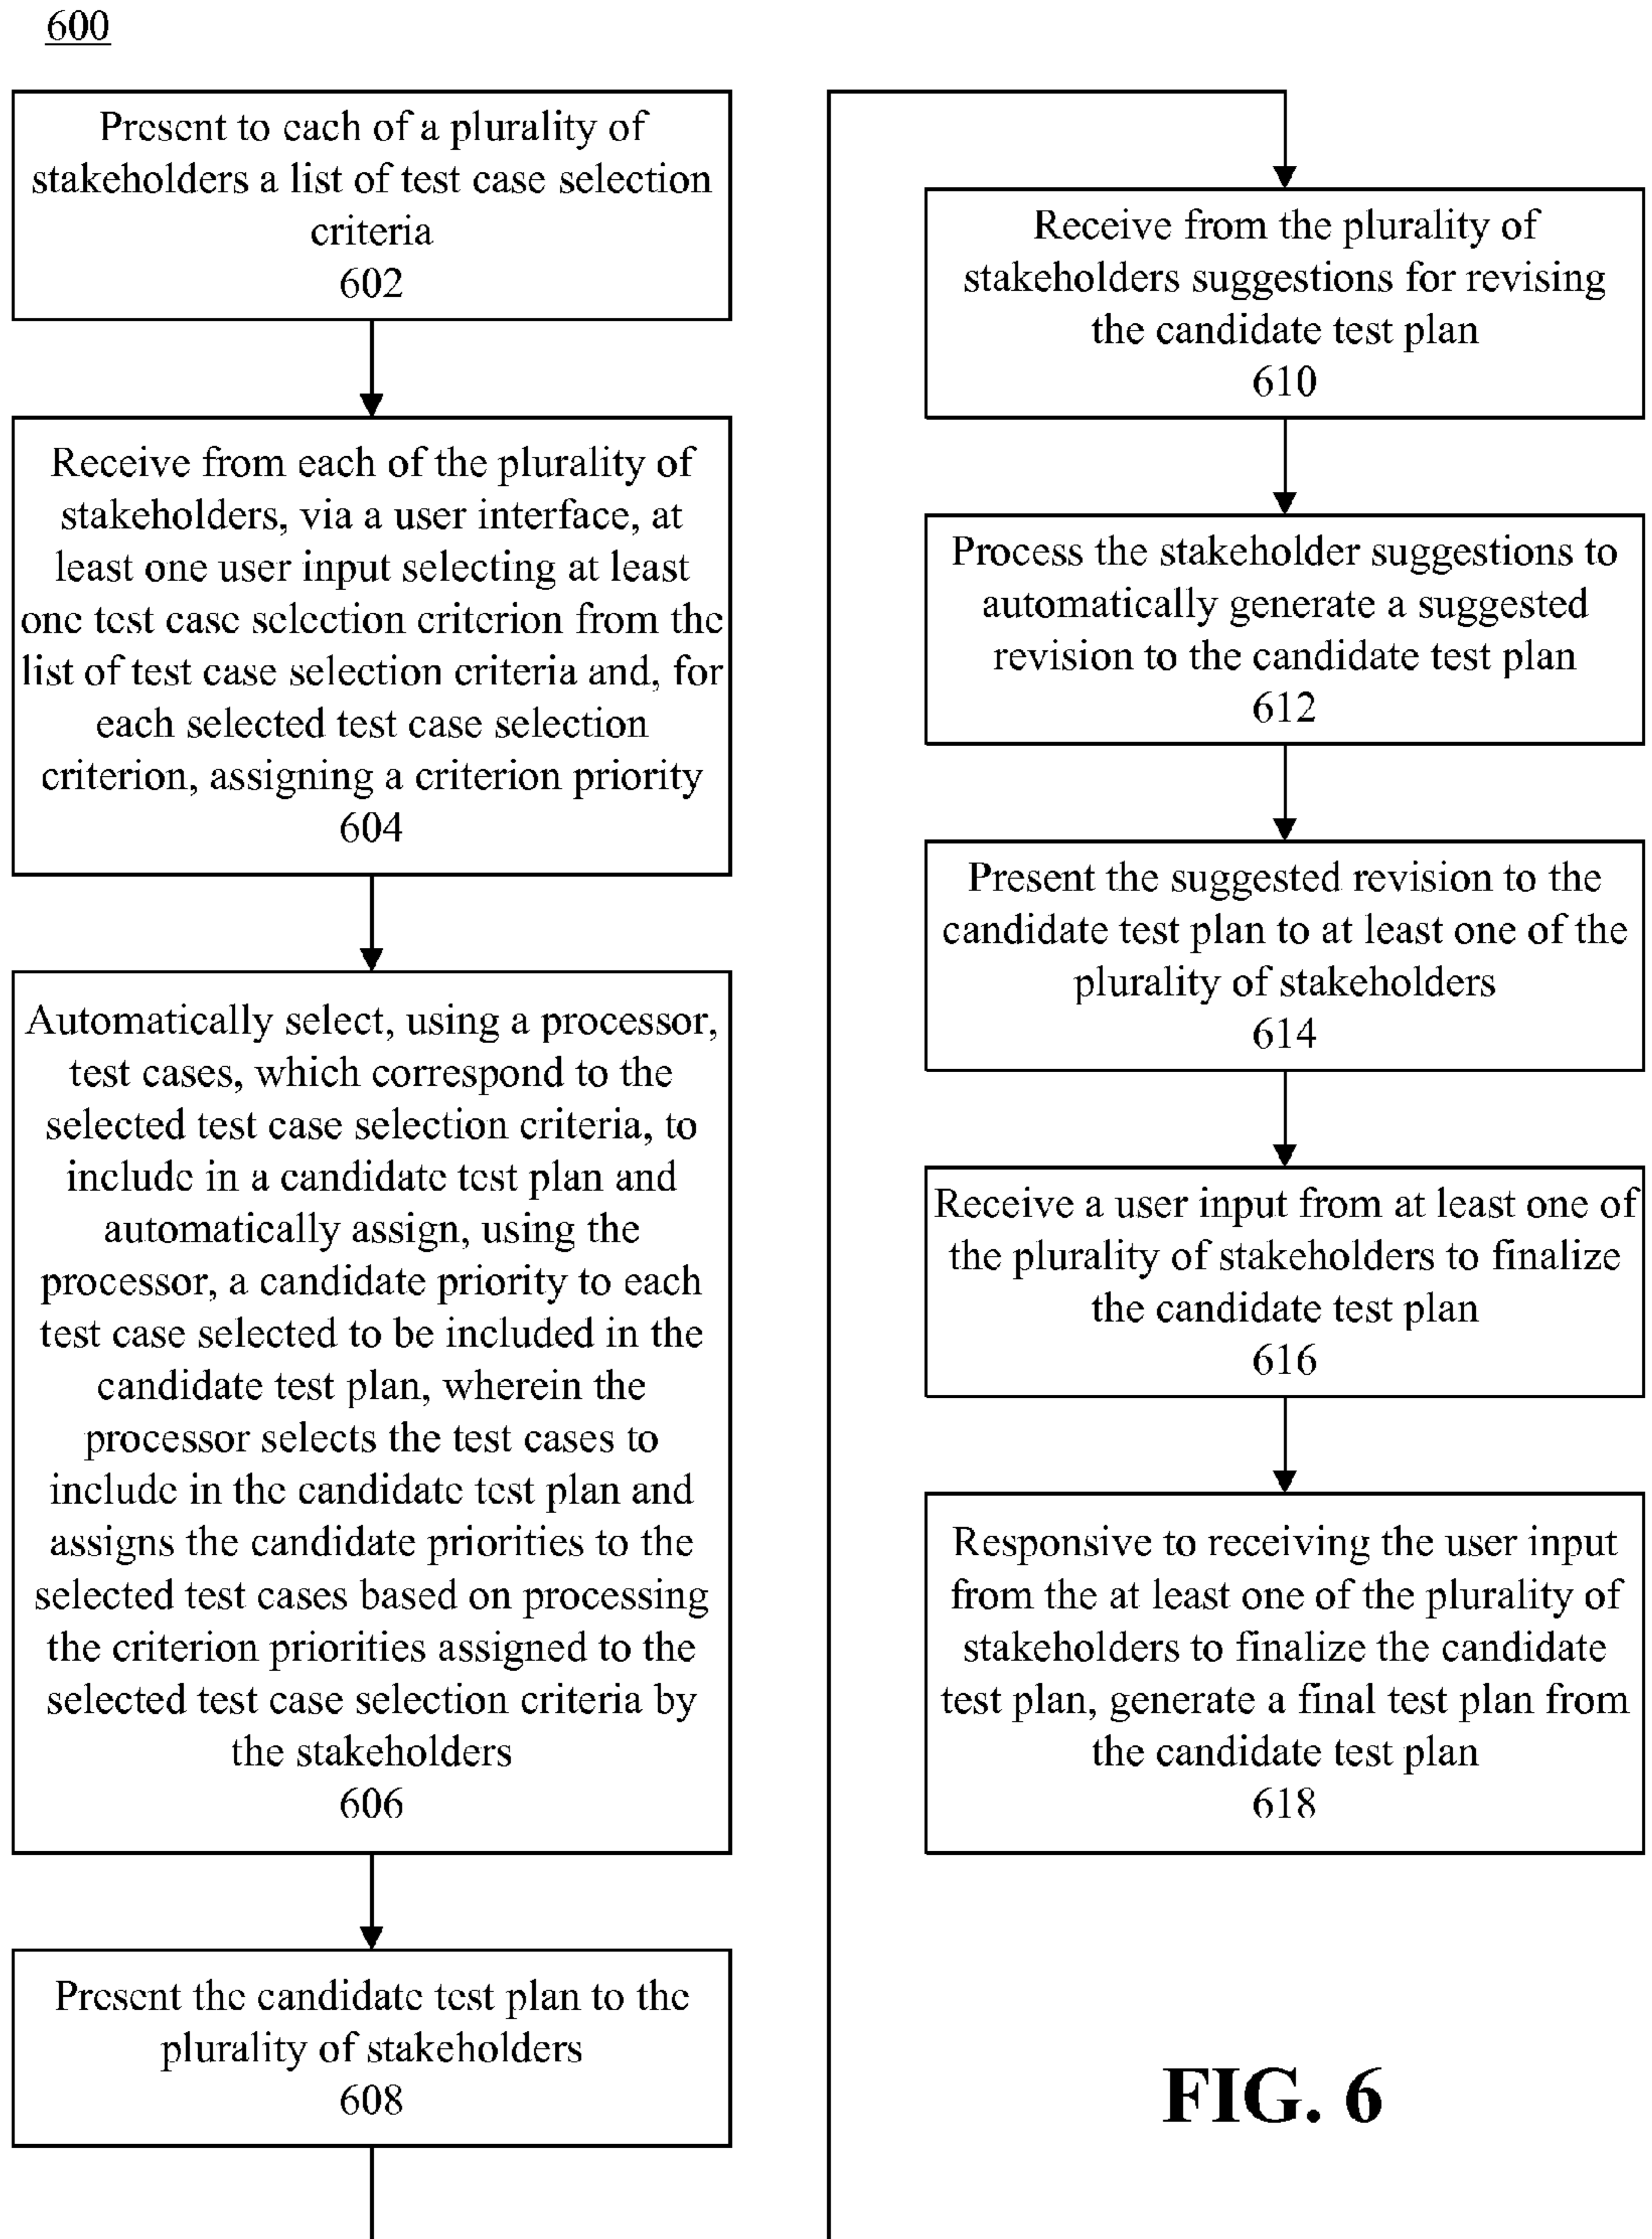 600
Present to each of a plurality of
stakeholders a list of test case selection
criteria
602
Receive from each of the plurality of
stakeholders, via a user interface, at
least one user input selecting at least
one test case selection criterion from the
list of test case selection criteria and, for
each selected test case selection
criterion, assigning a criterion priority
604
Automatically select, using a processor,
test cases, which correspond to the
selected test case selection criteria, to
include in a candidate test plan and
automatically assign, using the
processor, a candidate priority to each
test case selected to be included in the
candidate test plan, wherein the
processor selects the test cases to
include in the candidate test plan and
assigns the candidate priorities to the
selected test cases based on processing
the criterion priorities assigned to the
selected test case selection criteria by
the stakeholders
606
Present the candidate test plan to the
plurality of stakeholders
608
Receive from the plurality of
stakeholders suggestions for revising
the candidate test plan
610
Process the stakeholder suggestions to
automatically generate a suggested
revision to the candidate test plan
612
Present the suggested revision to the
candidate test plan to at least one of the
plurality of stakeholders
614
Receive a user input from at least one of
the plurality of stakeholders to finalize
the candidate test plan
616
Responsive to receiving the user input
from the at least one of the plurality of
stakeholders to finalize the candidate
test plan, generate a final test plan from
the candidate test plan
618
FIG. 6